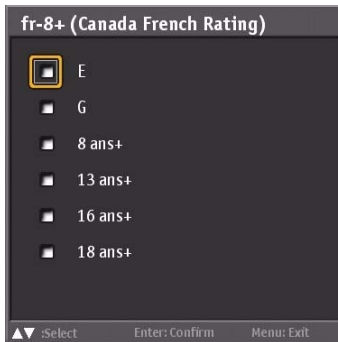 fr-8+ (Canada French Rating)
E
G
8 ans+
13 ans+
16 ans+
18 ans+
▲▼ :Select Enter: Confirm Menu: Exit